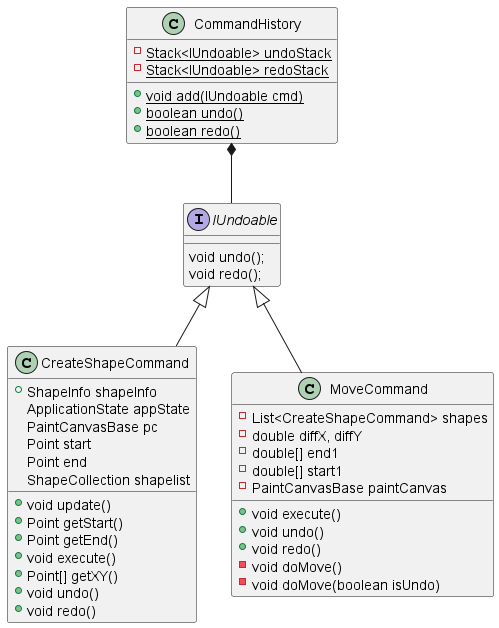 C CommandHistory
Stack<IUndoable> undoStack
Stack<IUndoable> redoStack
void add(IUndoable cmd)
boolean undo()
boolean redo()
I IUndoable
void undo();
void redo();
C CreateShapeCommand
ShapeInfo shapeInfo
ApplicationState appState
PaintCanvasBase pc
Point start
Point end
ShapeCollection shapelist
void update()
Point getStart()
Point getEnd()
void execute()
Point[] getXY()
void undo()
void redo()
C MoveCommand
List<CreateShapeCommand> shapes
double diffX, diffY
double[] end1
double[] start1
PaintCanvasBase paintCanvas
void execute()
void undo()
void redo()
void doMove()
void doMove(boolean isUndo)